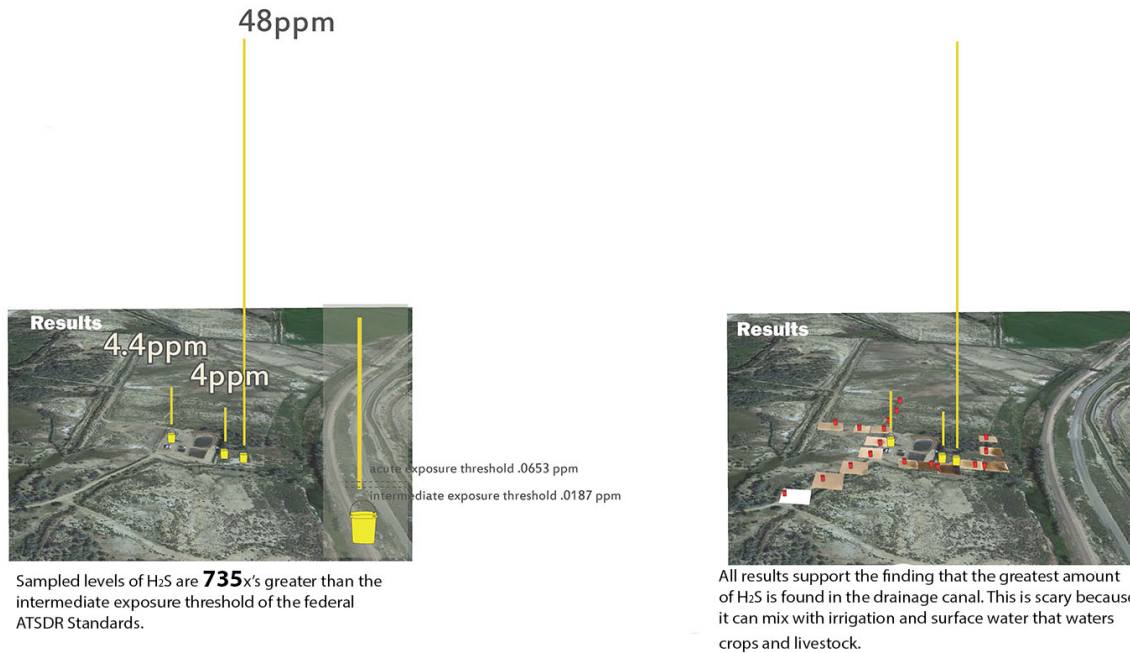 48ppm
Results
4.4ppm
4ppm
acute exposure threshold .0653 ppm
intermediate exposure threshold .0187 ppm
Sampled levels of H2S are 735x's greater than the
intermediate exposure threshold of the federal
ATSDR Standards.
Results
All results support the finding that the greatest amount
of H2S is found in the drainage canal. This is scary because
it can mix with irrigation and surface water that waters
crops and livestock.